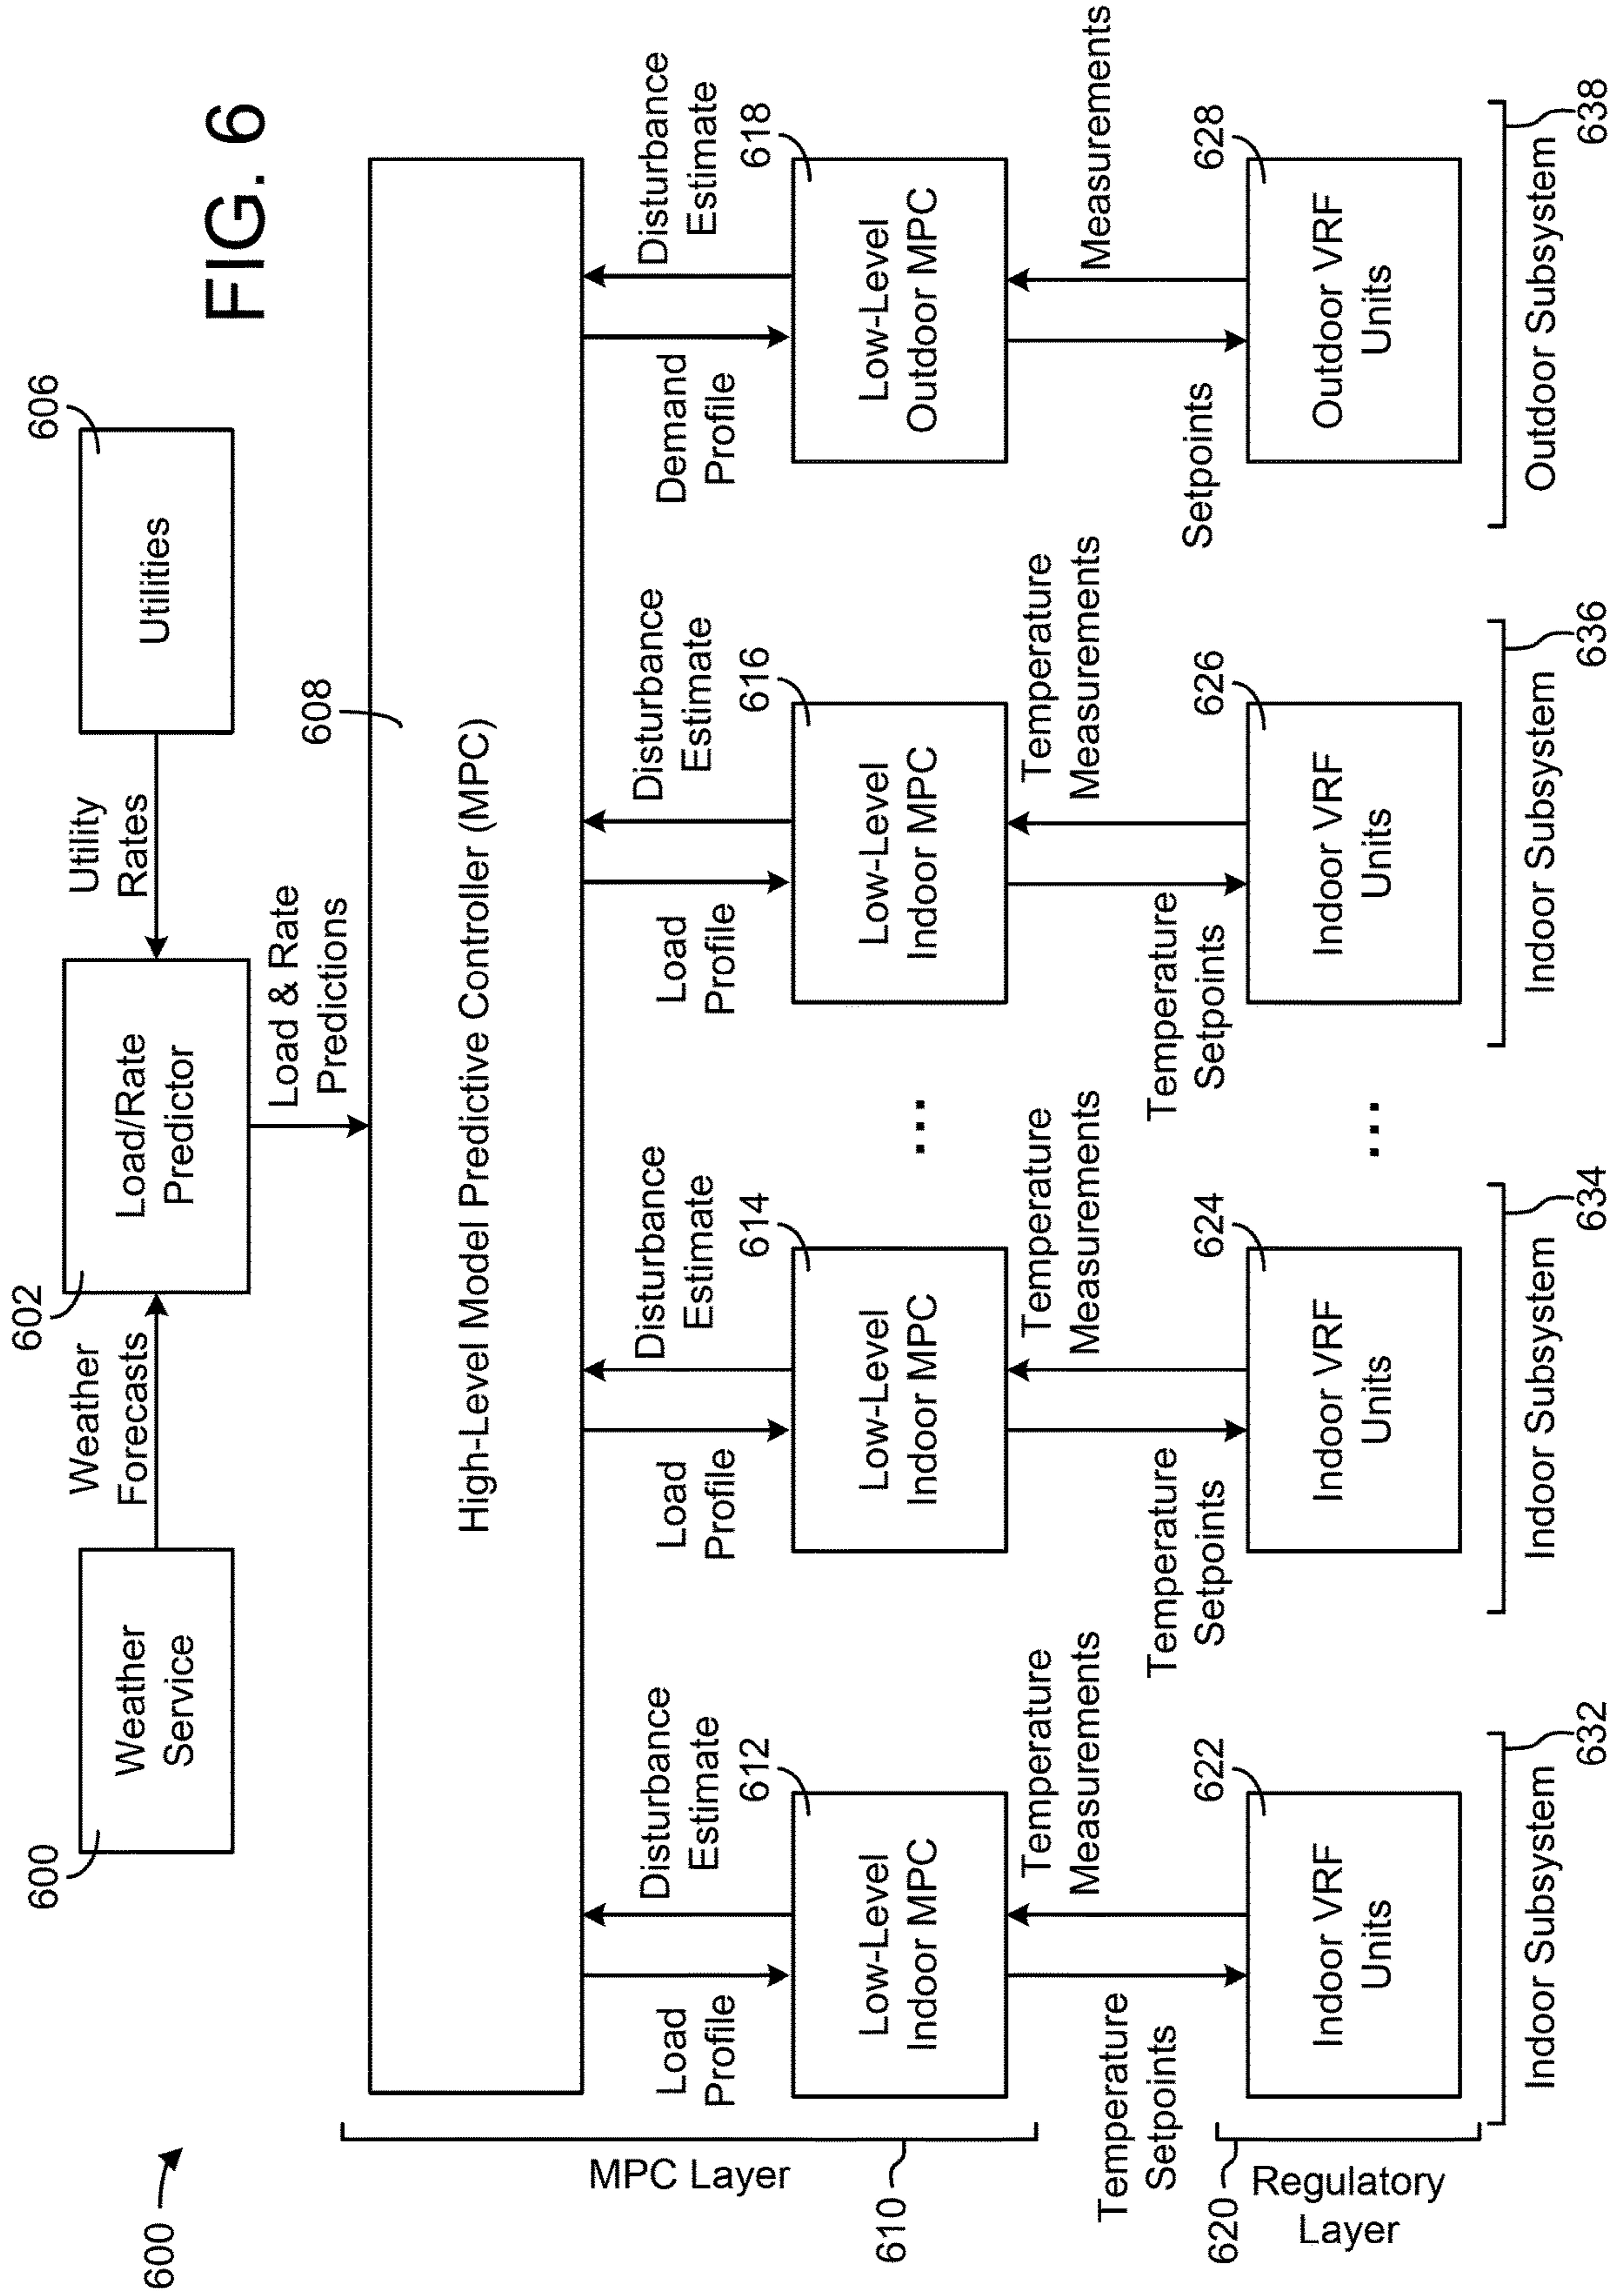 FIG. 6
600
600
Weather
Service
Weather
Forecasts
602
Load/Rate
Predictor
Utility
Rates
606
Utilities
Load & Rate
Predictions
608
High-Level Model Predictive Controller (MPC)
MPC Layer
610
Load
Profile
Disturbance
Estimate
Load
Profile
Disturbance
Estimate
Load
Profile
Disturbance
Estimate
Demand
Profile
Disturbance
Estimate
612
Low-Level
Indoor MPC
614
Low-Level
Indoor MPC
...
616
Low-Level
Indoor MPC
618
Low-Level
Outdoor MPC
Temperature
Setpoints
Temperature
Measurements
Temperature
Setpoints
Temperature
Measurements
Temperature
Setpoints
Temperature
Measurements
Setpoints
Measurements
620
Regulatory
Layer
622
Indoor VRF
Units
624
Indoor VRF
Units
...
626
Indoor VRF
Units
628
Outdoor VRF
Units
Indoor Subsystem
632
Indoor Subsystem
634
Indoor Subsystem
636
Outdoor Subsystem
638